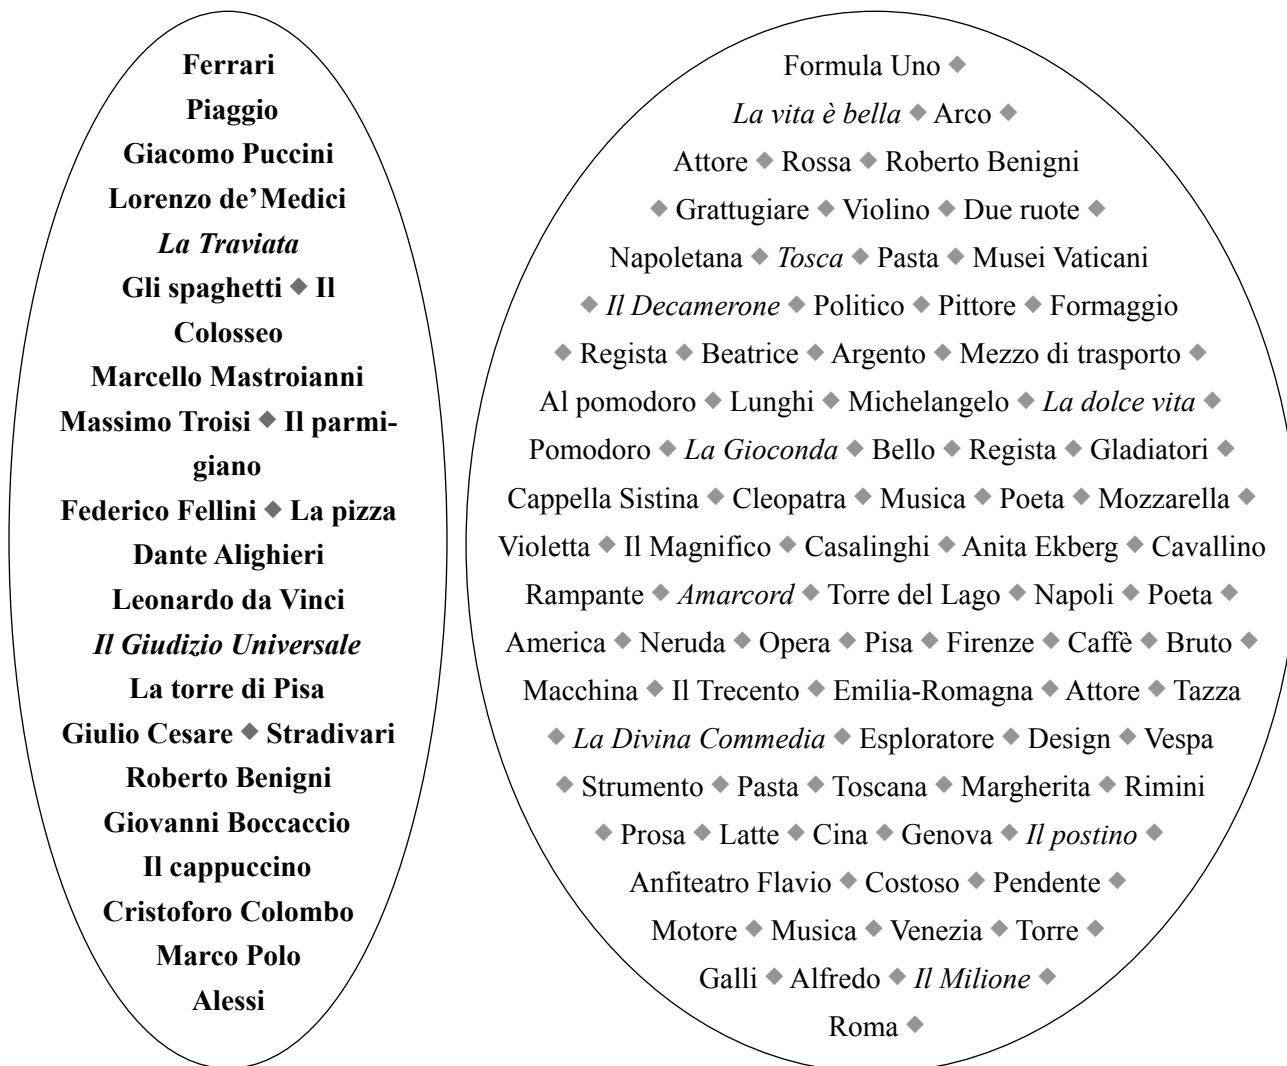 Ferrari
Piaggio
Giacomo Puccini
Lorenzo de’Medici
La Traviata
Gli spaghetti ◆ Il
Colosseo
Marcello Mastroianni
Massimo Troisi ◆ Il parmi-
giano
Federico Fellini ◆ La pizza
Dante Alighieri
Leonardo da Vinci
Il Giudizio Universale
La torre di Pisa
Giulio Cesare ◆ Stradivari
Roberto Benigni
Giovanni Boccaccio
Il cappuccino
Cristoforo Colombo
Marco Polo
Alessi
Formula Uno ◆
La vita è bella ◆ Arco ◆
Attore ◆ Rossa ◆ Roberto Benigni
◆ Grattugiare ◆ Violino ◆ Due ruote ◆
Napoletana ◆ Tosca ◆ Pasta ◆ Musei Vaticani
◆ Il Decamerone ◆ Politico ◆ Pittore ◆ Formaggio
◆ Regista ◆ Beatrice ◆ Argento ◆ Mezzo di trasporto ◆
Al pomodoro ◆ Lunghi ◆ Michelangelo ◆ La dolce vita ◆
Pomodoro ◆ La Gioconda ◆ Bello ◆ Regista ◆ Gladiatori ◆
Cappella Sistina ◆ Cleopatra ◆ Musica ◆ Poeta ◆ Mozzarella ◆
Violetta ◆ Il Magnifico ◆ Casalinghi ◆ Anita Ekberg ◆ Cavallino
Rampante ◆ Amarcord ◆ Torre del Lago ◆ Napoli ◆ Poeta ◆
America ◆ Neruda ◆ Opera ◆ Pisa ◆ Firenze ◆ Caffè ◆ Bruto ◆
Macchina ◆ Il Trecento ◆ Emilia-Romagna ◆ Attore ◆ Tazza
◆ La Divina Commedia ◆ Esploratore ◆ Design ◆ Vespa
◆ Strumento ◆ Pasta ◆ Toscana ◆ Margherita ◆ Rimini
◆ Prosa ◆ Latte ◆ Cina ◆ Genova ◆ Il postino ◆
Anfiteatro Flavio ◆ Costoso ◆ Pendente ◆
Motore ◆ Musica ◆ Venezia ◆ Torre ◆
Galli ◆ Alfredo ◆ Il Milione ◆
Roma ◆